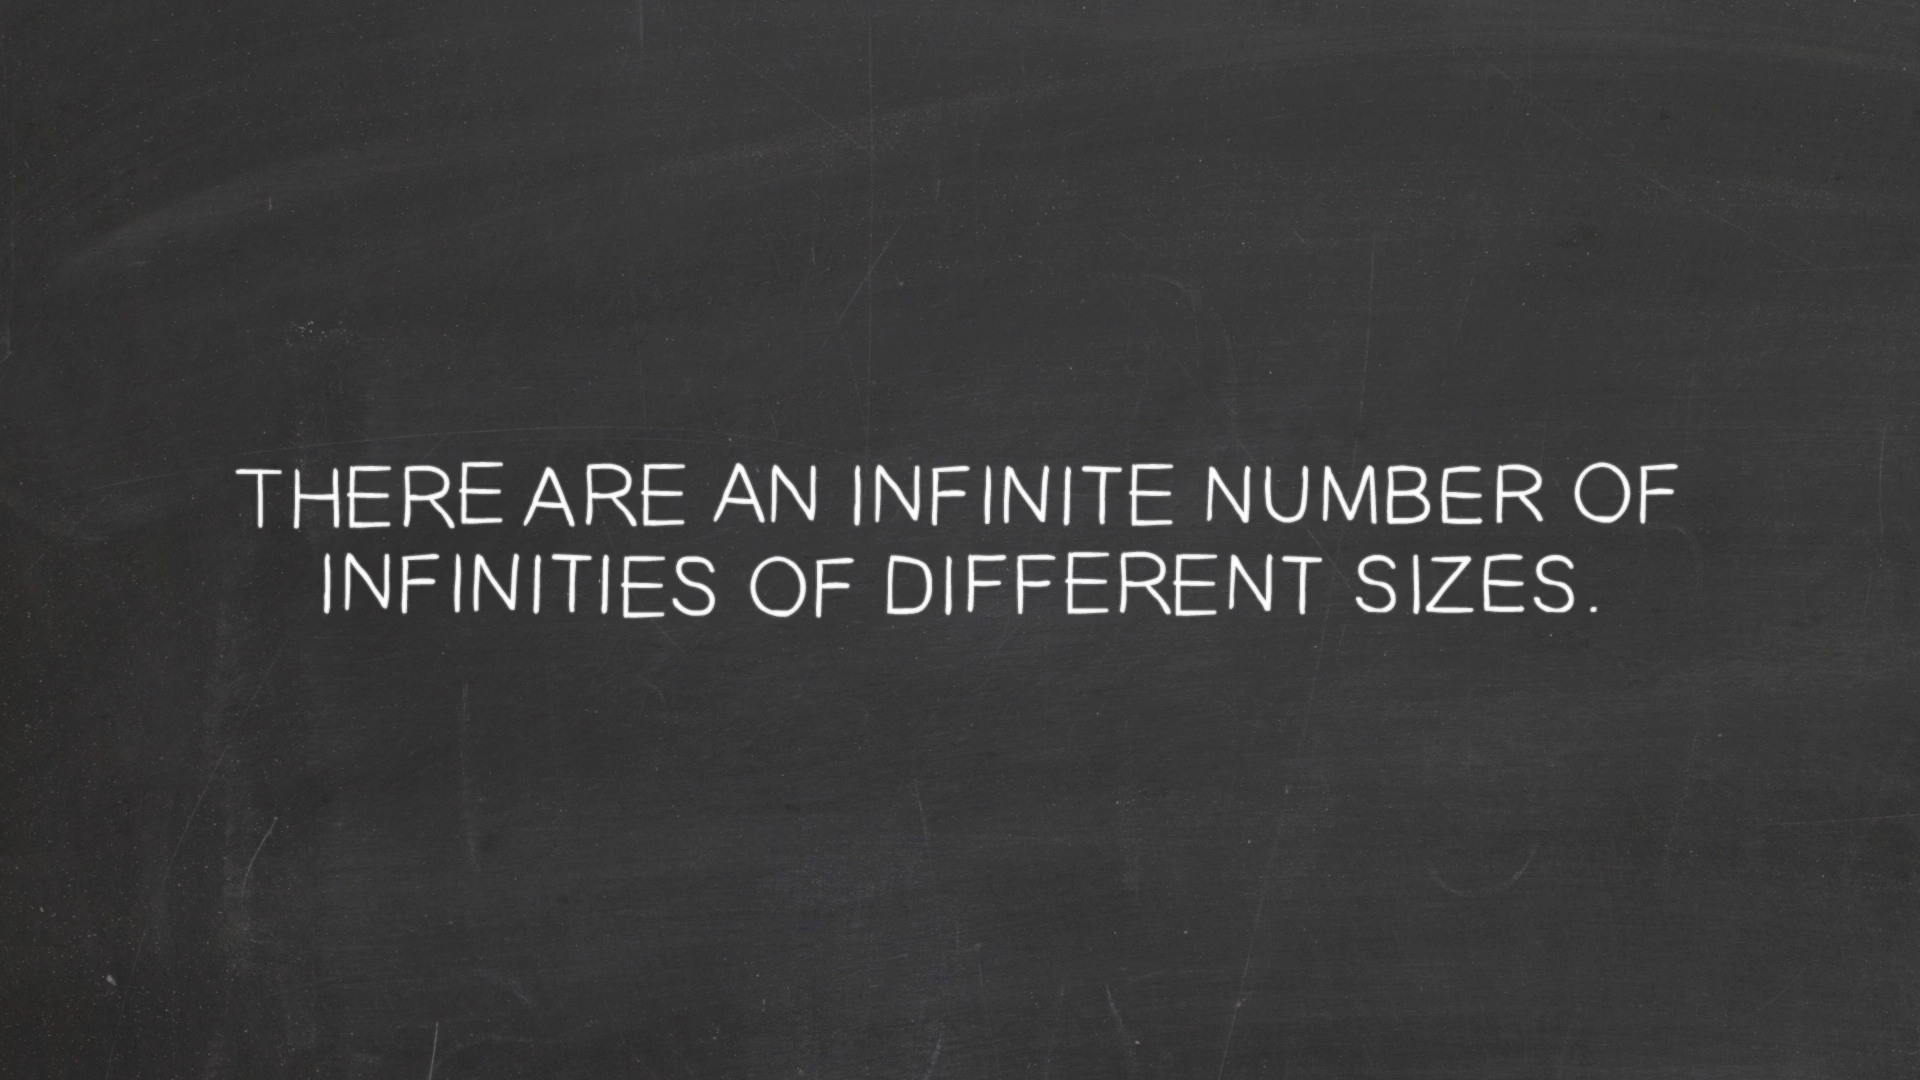 THERE ARE AN INFINITE NUMBER OF
INFINITIES OF DIFFERENT SIZES.